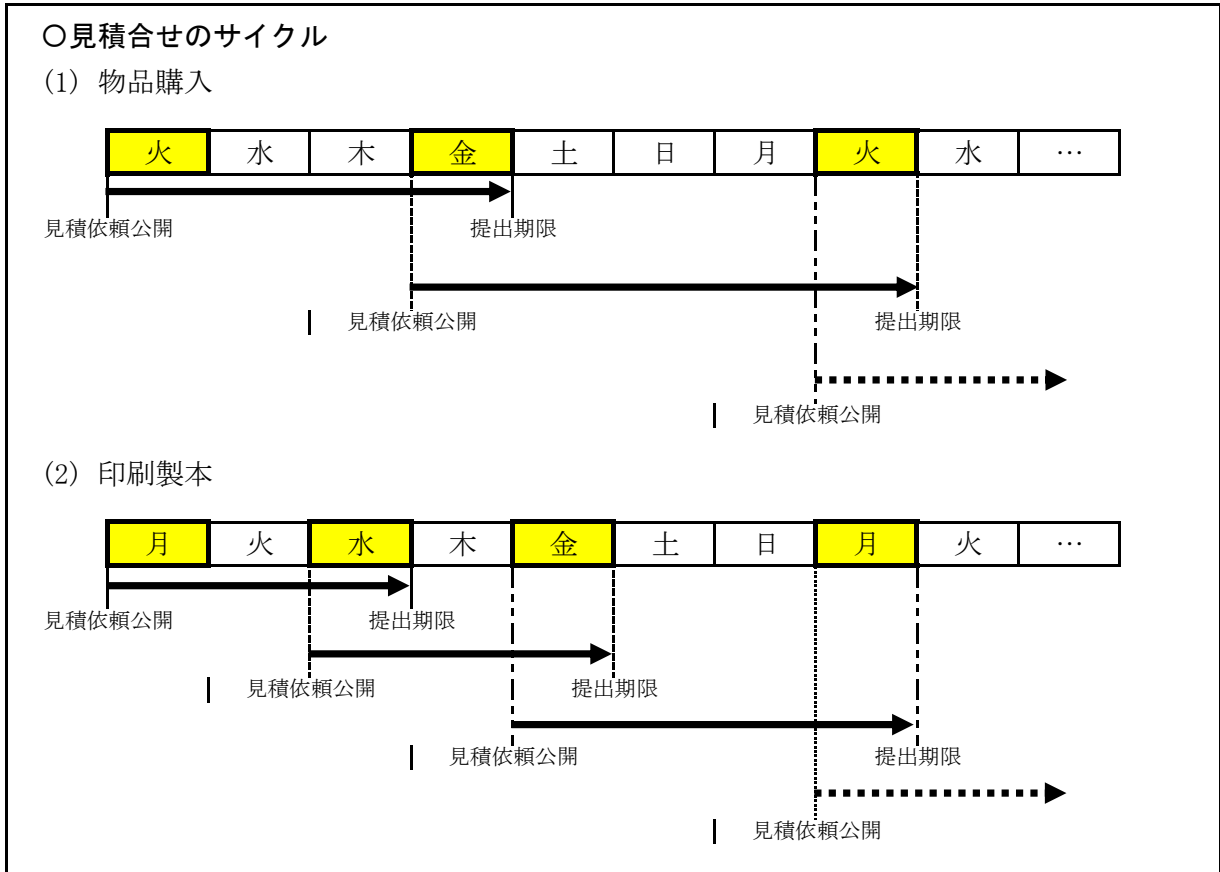 〇見積合せのサイクル
(1) 物品購入
火 水 木 金 土 日 月 火 水 …
見積依頼公開 提出期限
見積依頼公開 提出期限
見積依頼公開
(2) 印刷製本
月 火 水 木 金 土 日 月 火 …
見積依頼公開 提出期限
見積依頼公開 提出期限
見積依頼公開 提出期限
見積依頼公開